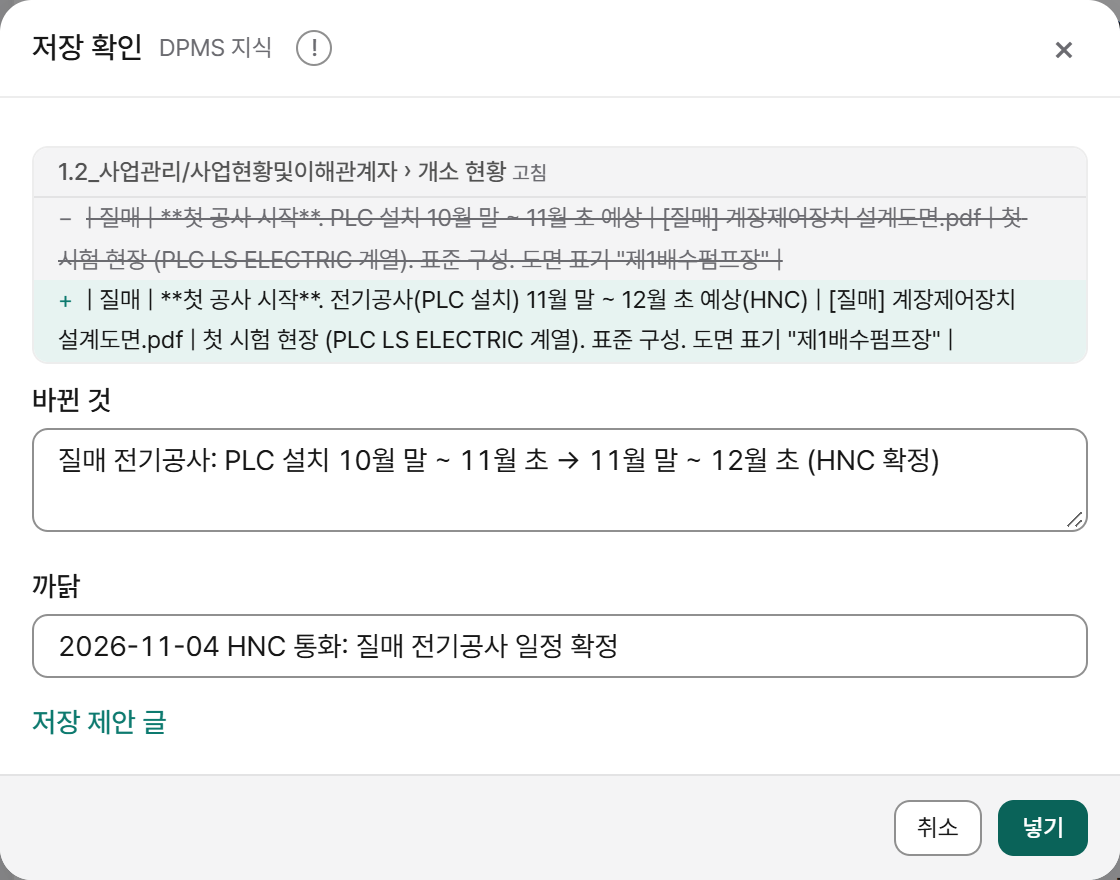 저장 확인 DPMS 지식 !
1.2_사업관리/사업현황및이해관계자 › 개소 현황 고침
− | 질매 | **첫 공사 시작**. PLC 설치 10월 말 ~ 11월 초 예상 | [질매] 계장제어장치 설계도면.pdf | 첫
시험 현장 (PLC LS ELECTRIC 계열). 표준 구성. 도면 표기 "제1배수펌프장" |
+ | 질매 | **첫 공사 시작**. 전기공사(PLC 설치) 11월 말 ~ 12월 초 예상(HNC) | [질매] 계장제어장치
설계도면.pdf | 첫 시험 현장 (PLC LS ELECTRIC 계열). 표준 구성. 도면 표기 "제1배수펌프장" |
바뀐 것
질매 전기공사: PLC 설치 10월 말 ~ 11월 초 → 11월 말 ~ 12월 초 (HNC 확정)
까닭
2026-11-04 HNC 통화: 질매 전기공사 일정 확정
저장 제안 글
취소 넣기